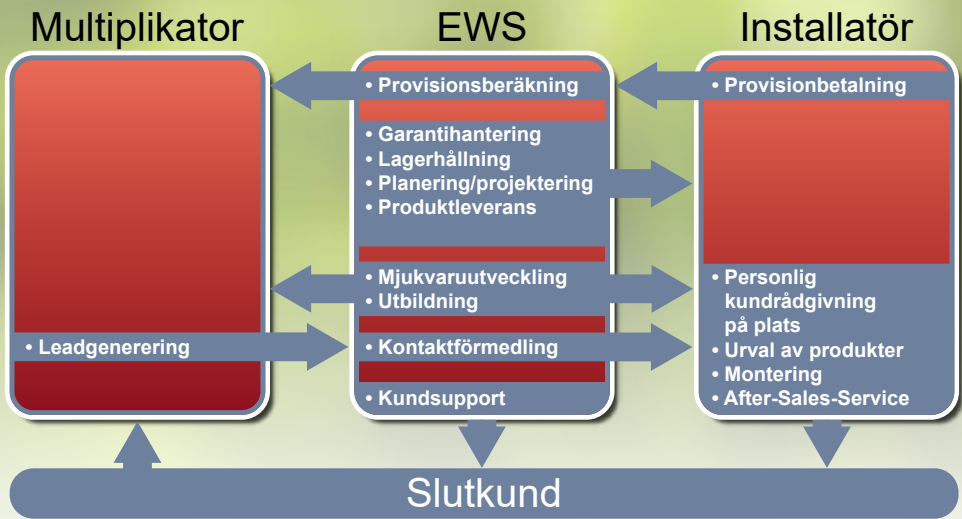 Multiplikator
• Leadgenerering
EWS
• Provisionsberäkning
• Garantihantering
• Lagerhållning
• Planering/projektering
• Produktleverans
• Mjukvaruutveckling
• Utbildning
• Kontaktförmedling
• Kundsupport
Installatör
• Provisionbetalning
• Personlig
kundrådgivning
på plats
• Urval av produkter
• Montering
• After-Sales-Service
Slutkund